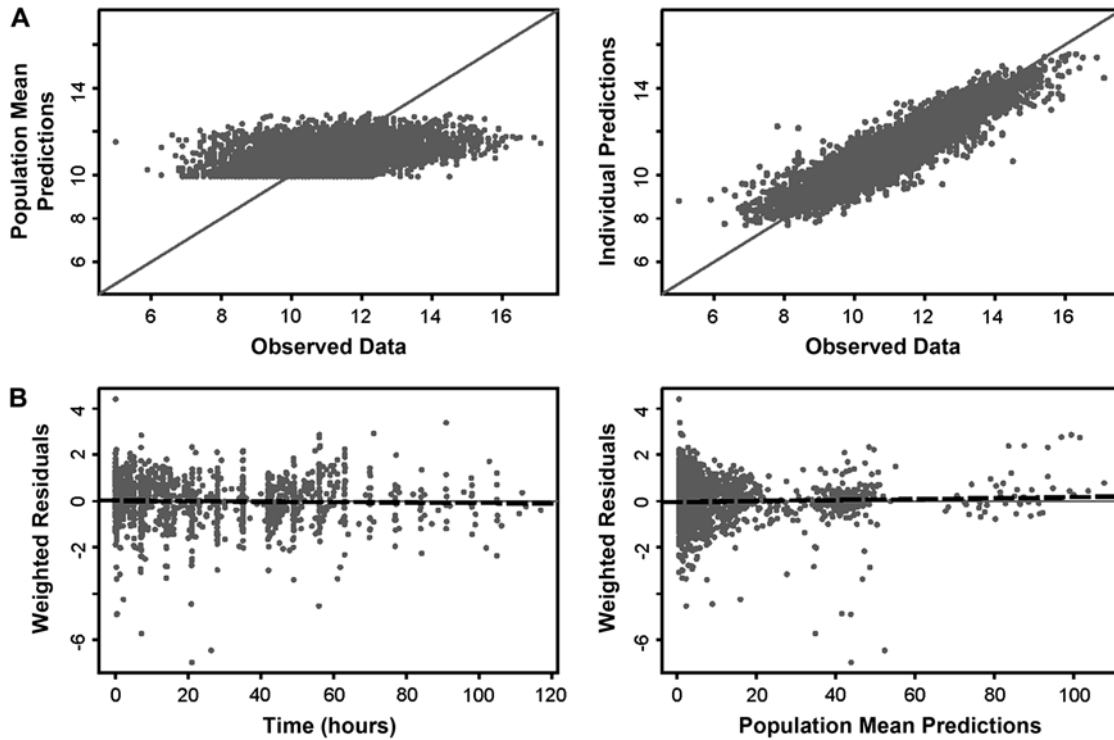 A
Population Mean
Predictions
14
12
10
8
6
6 8 10 12 14 16
Observed Data
Individual Predictions
14
10
8
6
6 8 10 12 14 16
Observed Data
B
Weighted Residuals
4
2
0
-2
-6
0 20 40 60 80 100 120
Time (hours)
Weighted Residuals
4
2
0
-2
-6
0 20 40 60 80 100
Population Mean Predictions